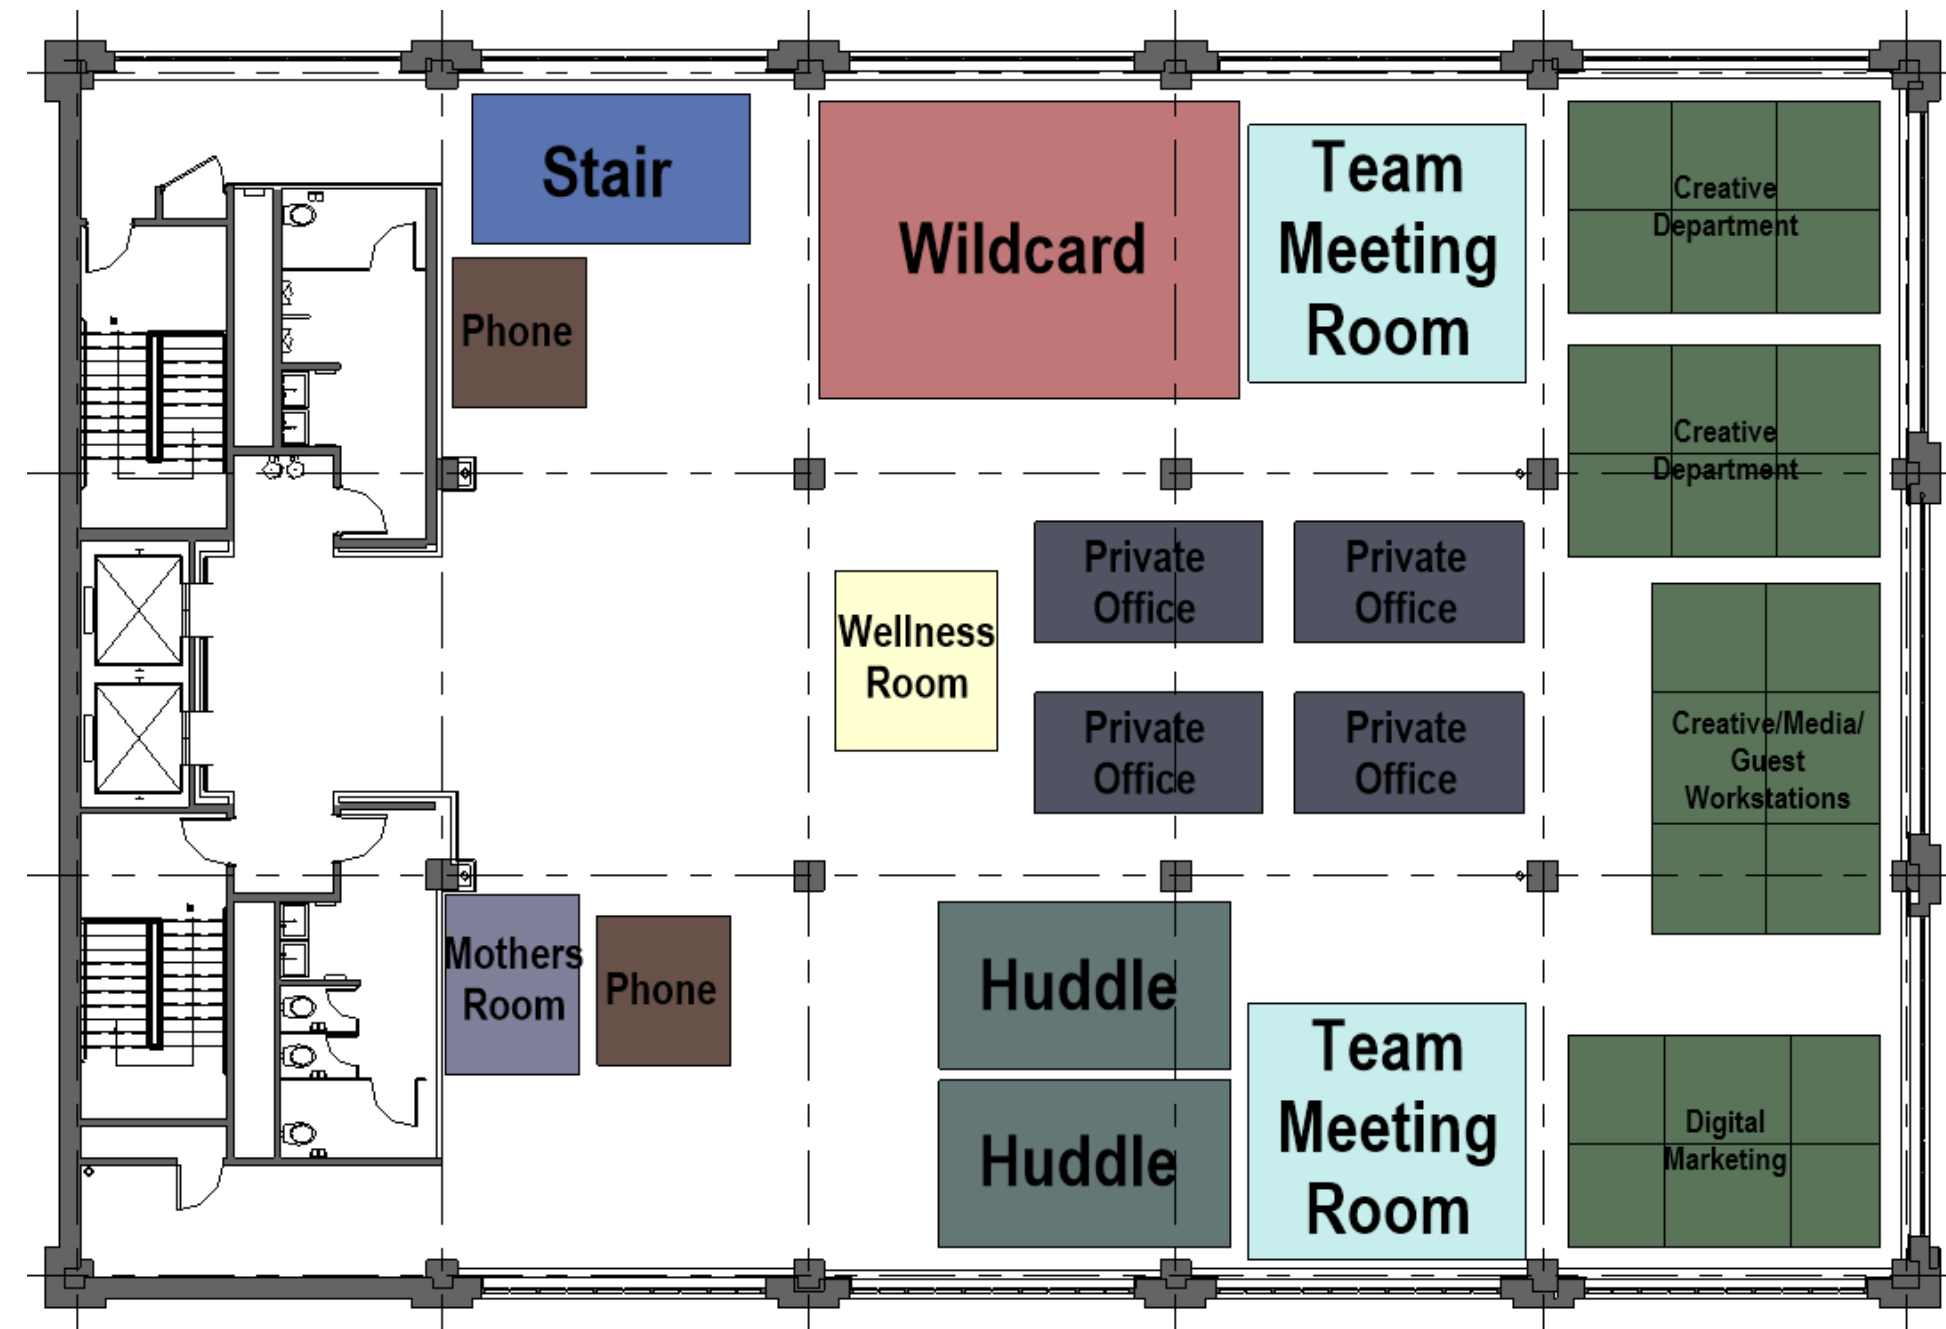 Stair
Phone
Wildcard
Team
Meeting
Room
Creative
Department
Creative
Department
Private
Office
Private
Office
Wellness
Room
Private
Office
Private
Office
Creative/Media/
Guest
Workstations
Mothers
Room
Phone
Huddle
Huddle
Team
Meeting
Room
Digital
Marketing